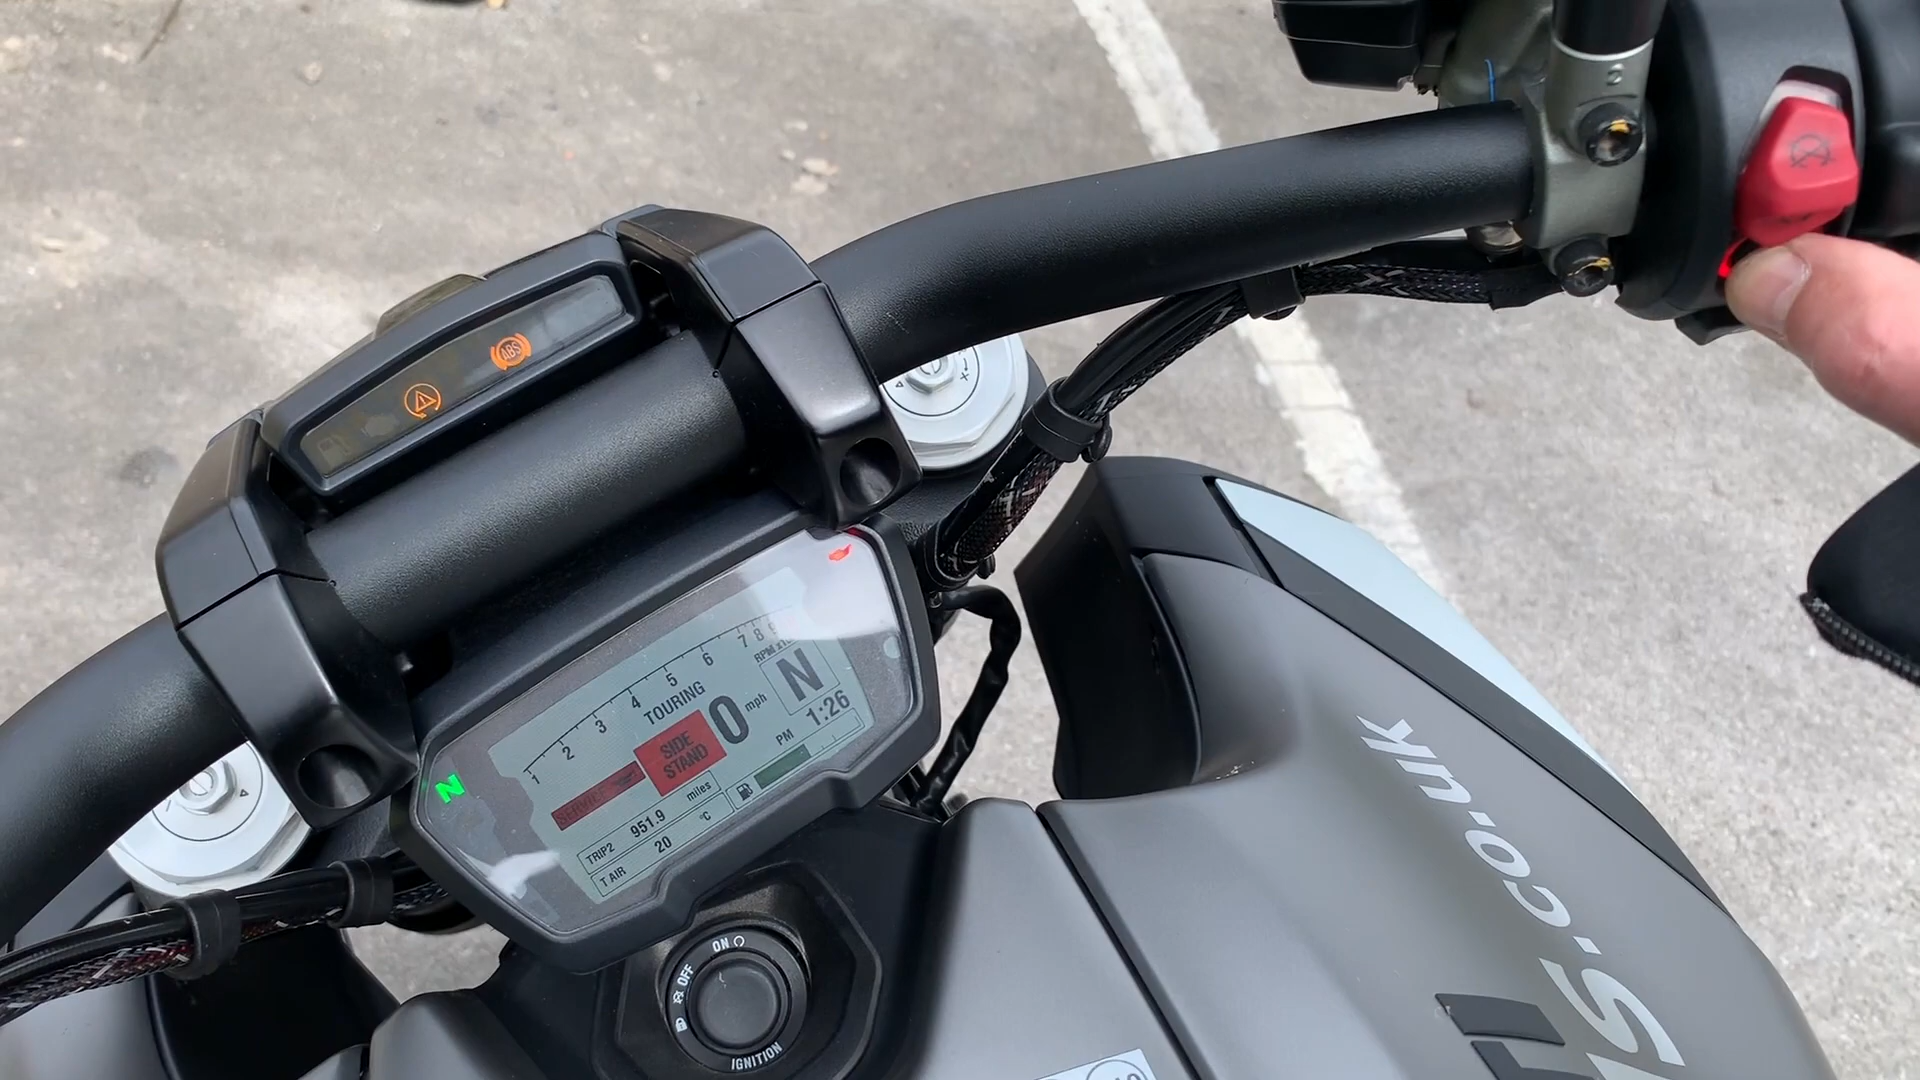 ABS
1 2 3 4 5 6 7 8 9
TOURING
N
SIDE
STAND
0 mph
1:26
PM
SERVICE
TRIP2 951.9 miles
T AIR 20 °C
N
ON
OFF
IGNITION
S
s.co.uk